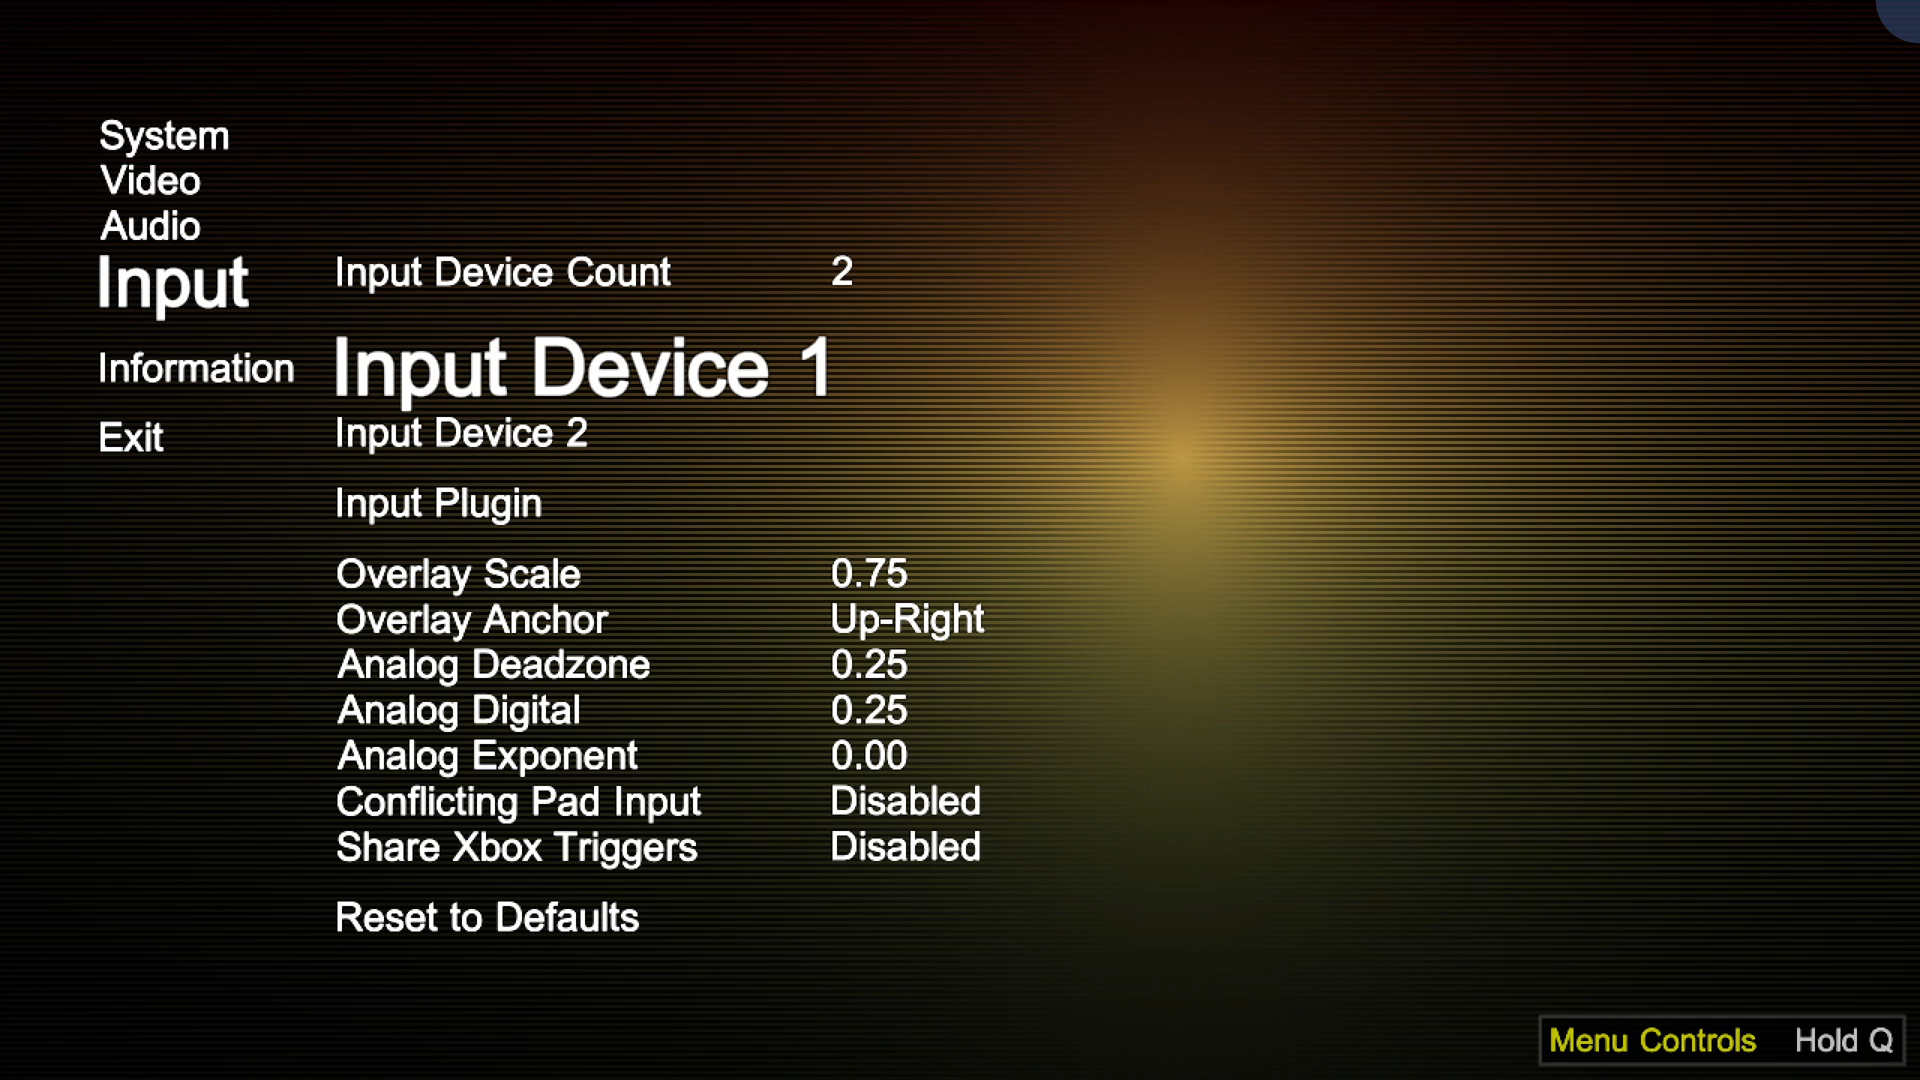 System
Video
Audio
Input
Information
Exit
Input Device Count 2
Input Device 1
Input Device 2
Input Plugin
Overlay Scale 0.75
Overlay Anchor Up-Right
Analog Deadzone 0.25
Analog Digital 0.25
Analog Exponent 0.00
Conflicting Pad Input Disabled
Share Xbox Triggers Disabled
Reset to Defaults
Menu Controls Hold Q